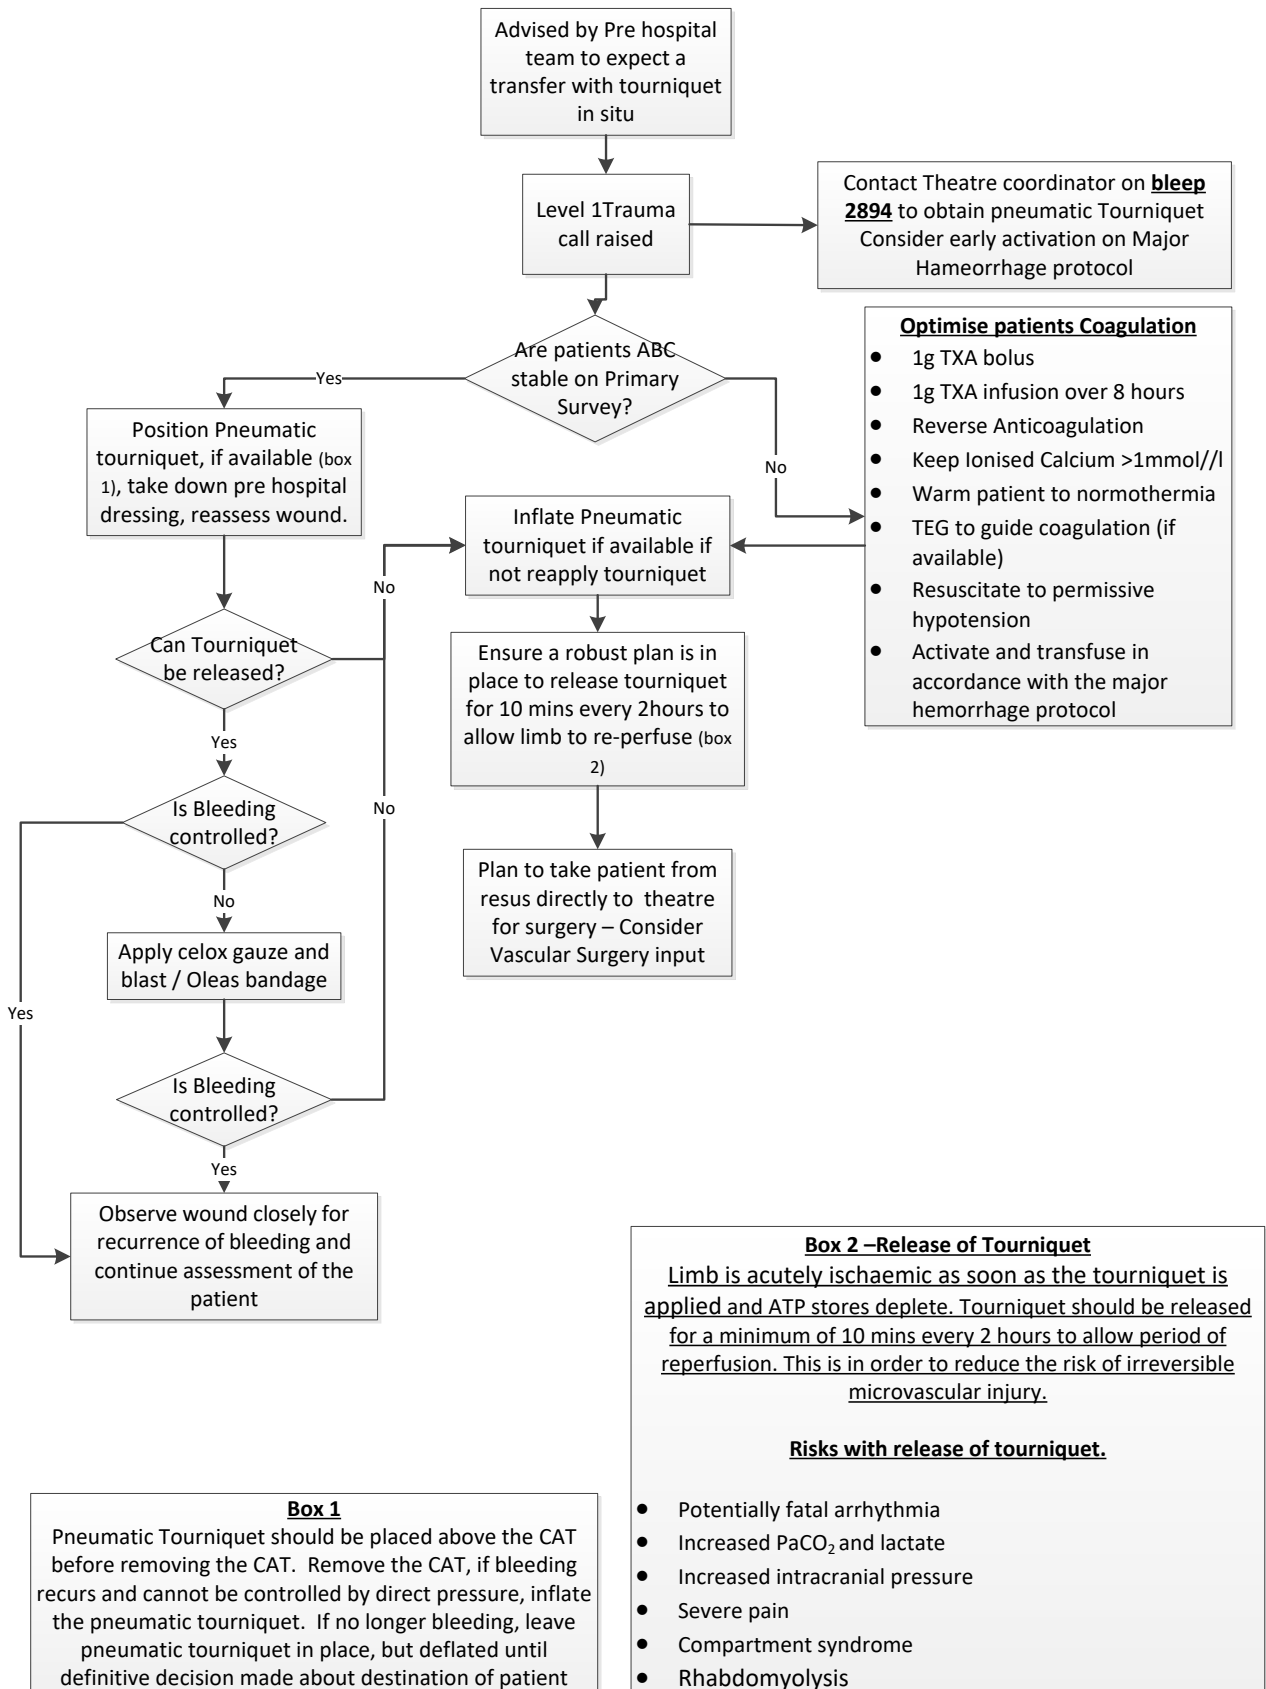 Advised by Pre hospital
team to expect a
transfer with tourniquet
in situ
Level 1Trauma
call raised
Contact Theatre coordinator on bleep
2894 to obtain pneumatic Tourniquet
Consider early activation on Major
Hameorrhage protocol
Optimise patients Coagulation
• 1g TXA bolus
• 1g TXA infusion over 8 hours
• Reverse Anticoagulation
• Keep Ionised Calcium >1mmol//l
• Warm patient to normothermia
• TEG to guide coagulation (if
available)
• Resuscitate to permissive
hypotension
• Activate and transfuse in
accordance with the major
hemorrhage protocol
Are patients ABC
stable on Primary
Survey?
Yes
No
Position Pneumatic
tourniquet, if available (box
1), take down pre hospital
dressing, reassess wound.
Inflate Pneumatic
tourniquet if available if
not reapply tourniquet
No
Can Tourniquet
be released?
Ensure a robust plan is in
place to release tourniquet
for 10 mins every 2hours to
allow limb to re-perfuse (box
2)
Yes
Is Bleeding
controlled?
No
Plan to take patient from
resus directly to theatre
for surgery – Consider
Vascular Surgery input
No
Apply celox gauze and
blast / Oleas bandage
Yes
Is Bleeding
controlled?
Yes
Observe wound closely for
recurrence of bleeding and
continue assessment of the
patient
Box 2 –Release of Tourniquet
Limb is acutely ischaemic as soon as the tourniquet is
applied and ATP stores deplete. Tourniquet should be released
for a minimum of 10 mins every 2 hours to allow period of
reperfusion. This is in order to reduce the risk of irreversible
microvascular injury.
Risks with release of tourniquet.
• Potentially fatal arrhythmia
• Increased PaCO2 and lactate
• Increased intracranial pressure
• Severe pain
• Compartment syndrome
• Rhabdomyolysis
Box 1
Pneumatic Tourniquet should be placed above the CAT
before removing the CAT. Remove the CAT, if bleeding
recurs and cannot be controlled by direct pressure, inflate
the pneumatic tourniquet. If no longer bleeding, leave
pneumatic tourniquet in place, but deflated until
definitive decision made about destination of patient